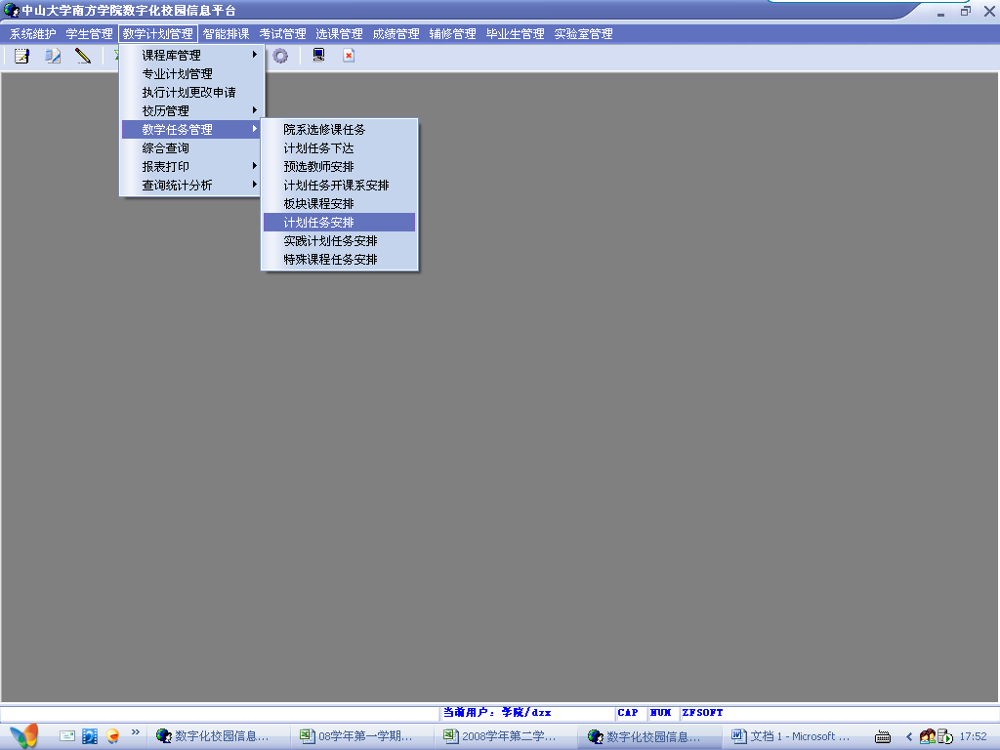 中山大学南方学院数字化校园信息平台
系统维护 学生管理 教学计划管理 智能排课 考试管理 选课管理 成绩管理 辅修管理 毕业生管理 实验室管理
课程库管理
专业计划管理
执行计划更改申请
校历管理
教学任务管理
综合查询
报表打印
查询统计分析
院系选修课任务
计划任务下达
预选教师安排
计划任务开课系安排
板块课程安排
计划任务安排
实践计划任务安排
特殊课程任务安排
当前用户: 学院/dzx CAP NUM ZFSOFT
数字化校园信息... 08学年第一学期... 2008学年第二学... 数字化校园信息... 文档 1 - Microsoft ... 17:52